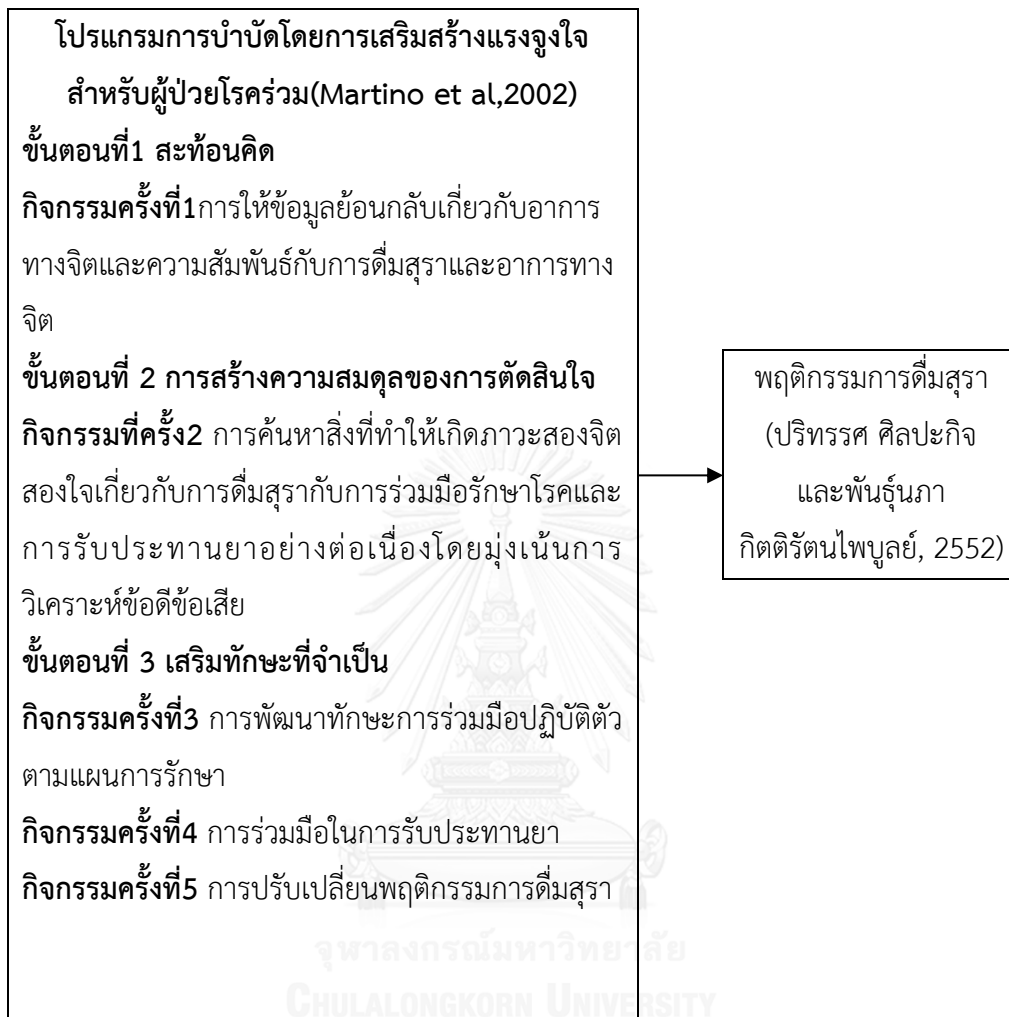 โปรแกรมการบำบัดโดยการเสริมสร้างแรงจูงใจ
สำหรับผู้ป่วยโรคร่วม(Martino et al,2002)
ขั้นตอนที่1 สะท้อนคิด
กิจกรรมครั้งที่1การให้ข้อมูลย้อนกลับเกี่ยวกับอาการ
ทางจิตและความสัมพันธ์กับการดื่มสุราและอาการทาง
จิต
ขั้นตอนที่ 2 การสร้างความสมดุลของการตัดสินใจ
กิจกรรมที่ครั้ง2 การค้นหาสิ่งที่ทำให้เกิดภาวะสองจิต
สองใจเกี่ยวกับการดื่มสุรากับการร่วมมือรักษาโรคและ
การรับประทานยาอย่างต่อเนื่องโดยมุ่งเน้นการ
วิเคราะห์ข้อดีข้อเสีย
ขั้นตอนที่ 3 เสริมทักษะที่จำเป็น
กิจกรรมครั้งที่3 การพัฒนาทักษะการร่วมมือปฏิบัติตัว
ตามแผนการรักษา
กิจกรรมครั้งที่4 การร่วมมือในการรับประทานยา
กิจกรรมครั้งที่5 การปรับเปลี่ยนพฤติกรรมการดื่มสุรา
พฤติกรรมการดื่มสุรา
(ปริทรรศ ศิลปะกิจ
และพันธุ์นภา
กิตติรัตนไพบูลย์, 2552)
จุฬาลงกรณ์มหาวิทยาลัย
CHULALONGKORN UNIVERSITY